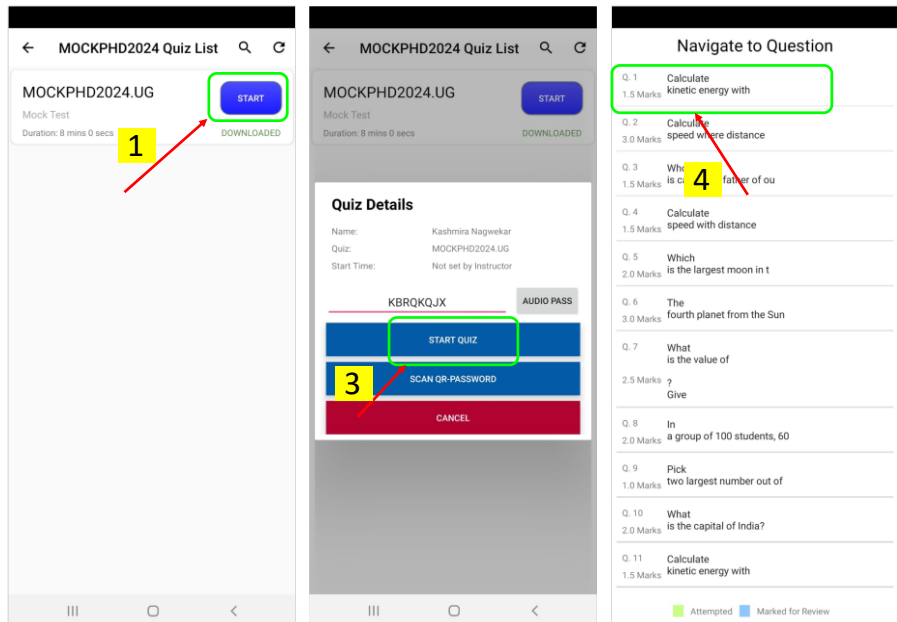 MOCKPHD2024 Quiz List
MOCKPHD2024.UG
START
Mock Test
Duration: 8 mins 0 secs
DOWNLOADED
1
MOCKPHD2024 Quiz List
MOCKPHD2024.UG
START
Mock Test
Duration: 8 mins 0 secs
DOWNLOADED
Quiz Details
Name: Kashmira Nagwekar
Quiz: MOCKPHD2024.UG
Start Time: Not set by Instructor
KBRQKQJX
AUDIO PASS
START QUIZ
3
SCAN QR-PASSWORD
CANCEL
Navigate to Question
Q. 1 Calculate
1.5 Marks kinetic energy with
Q. 2 Calculate
3.0 Marks speed where distance
Q. 3
1.5 Marks is father of ou
4
Q. 4 Calculate
1.5 Marks speed with distance
Q. 5 Which
2.0 Marks is the largest moon in t
Q. 6 The
3.0 Marks fourth planet from the Sun
Q. 7 What
is the value of
2.5 Marks ?
Give
Q. 8 In
2.0 Marks a group of 100 students, 60
Q. 9 Pick
1.0 Marks two largest number out of
Q. 10 What
2.0 Marks is the capital of India?
Q. 11 Calculate
1.5 Marks kinetic energy with
Attempted Marked for Review